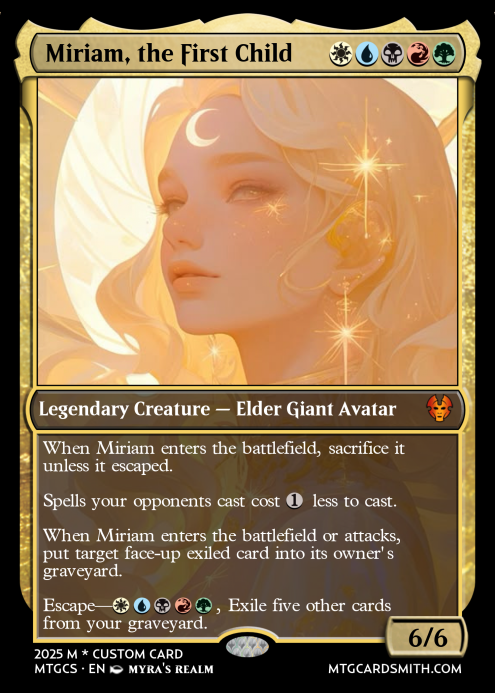 Miriam, the First Child
Legendary Creature — Elder Giant Avatar
When Miriam enters the battlefield, sacrifice it
unless it escaped.
Spells your opponents cast cost 1 less to cast.
When Miriam enters the battlefield or attacks,
put target face-up exiled card into its owner's
graveyard.
Escape— , Exile five other cards
from your graveyard.
6/6
2025 M * CUSTOM CARD
MTGCS · EN MYRA'S REALM
MTGCARDSMITH.COM